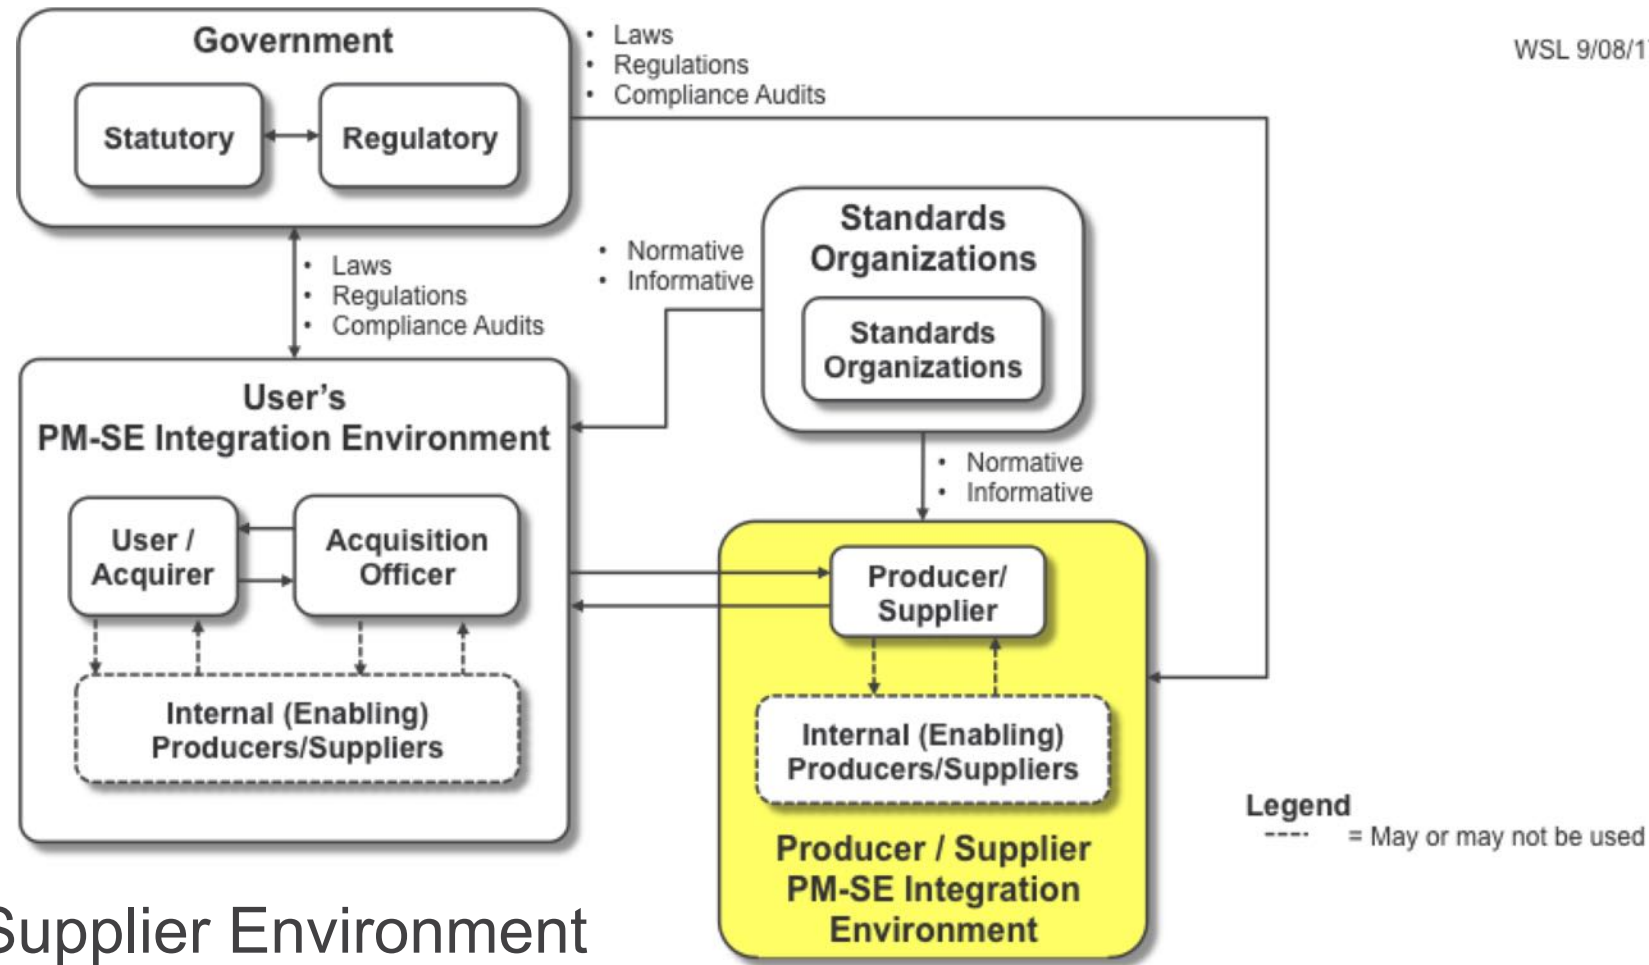 Government
Statutory
Regulatory
• Laws
• Regulations
• Compliance Audits
WSL 9/08/1
• Laws
• Regulations
• Compliance Audits
• Normative
• Informative
Standards
Organizations
Standards
Organizations
• Normative
• Informative
User's
PM-SE Integration Environment
User /
Acquirer
Acquisition
Officer
Internal (Enabling)
Producers/Suppliers
Producer/
Supplier
Internal (Enabling)
Producers/Suppliers
Producer / Supplier
PM-SE Integration
Environment
Legend
---- = May or may not be used
Supplier Environment